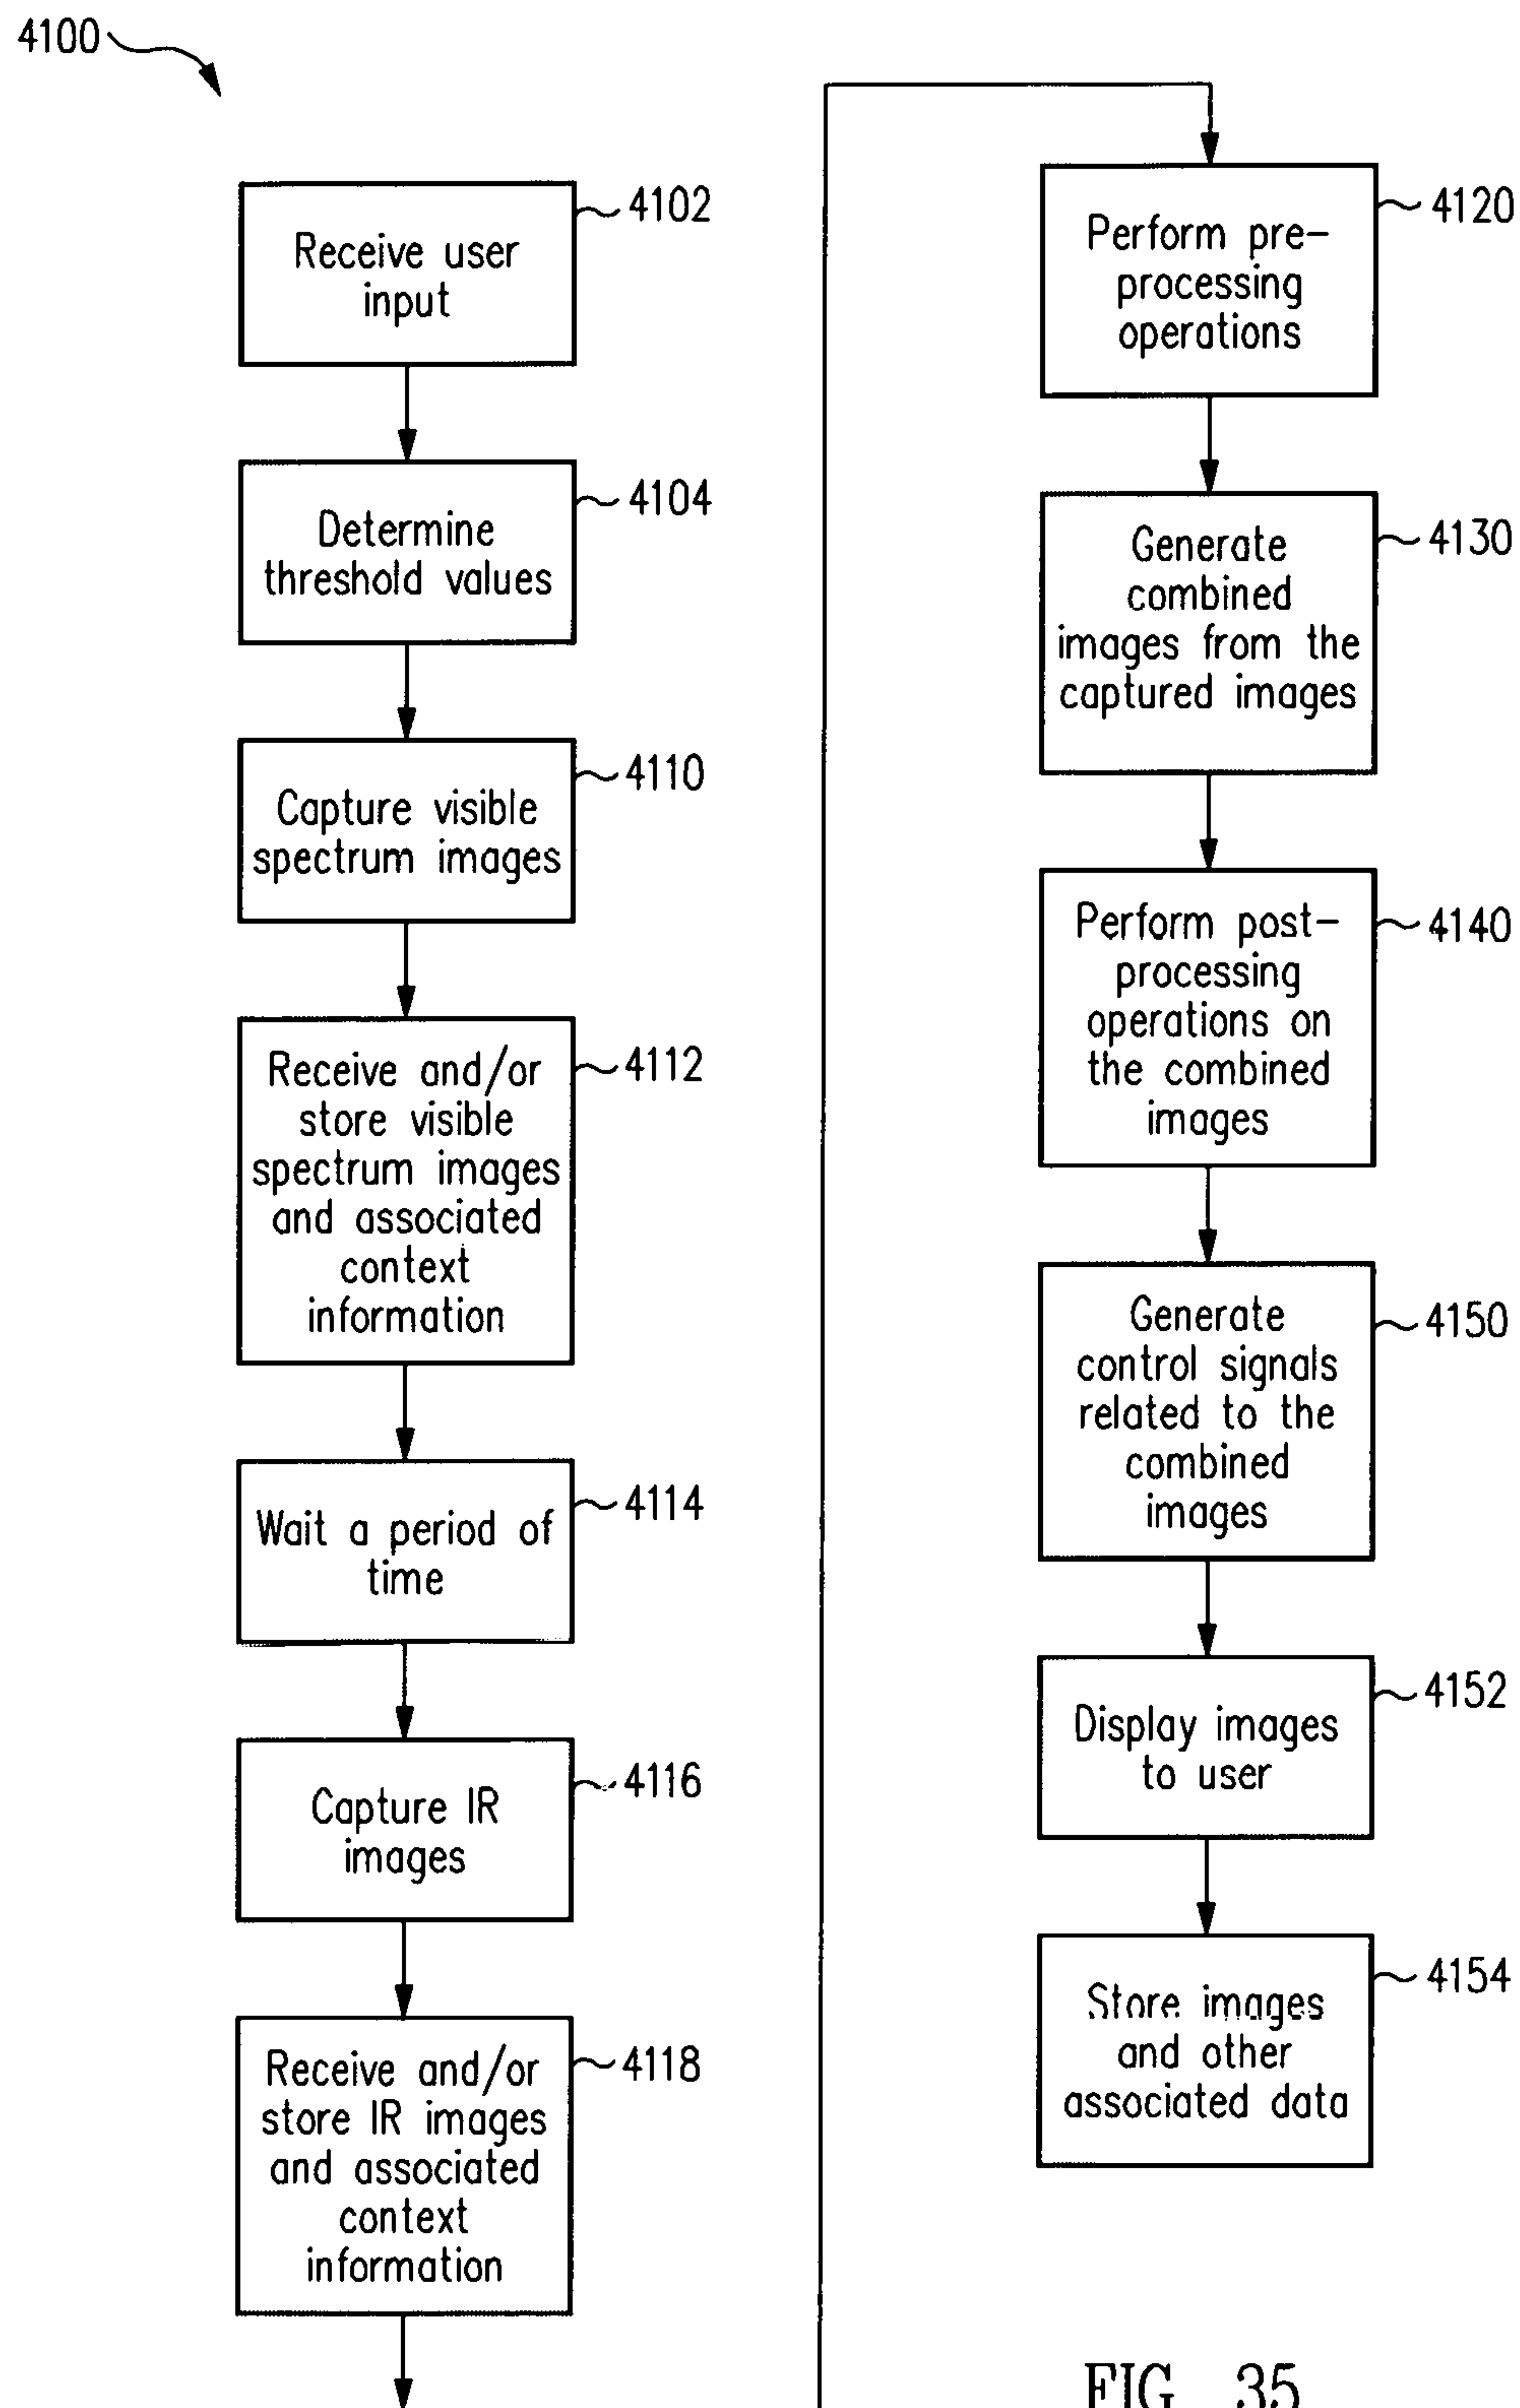 4100
Receive user
input
4102
Determine
threshold values
4104
Capture visible
spectrum images
4110
Receive and/or
store visible
spectrum images
and associated
context
information
4112
Wait a period of
time
4114
Capture IR
images
4116
Receive and/or
store IR images
and associated
context
information
4118
Perform pre-
processing
operations
4120
Generate
combined
images from the
captured images
4130
Perform post-
processing
operations on
the combined
images
4140
Generate
control signals
related to the
combined
images
4150
Display images
to user
4152
Store images
and other
associated data
4154
FIG. 35